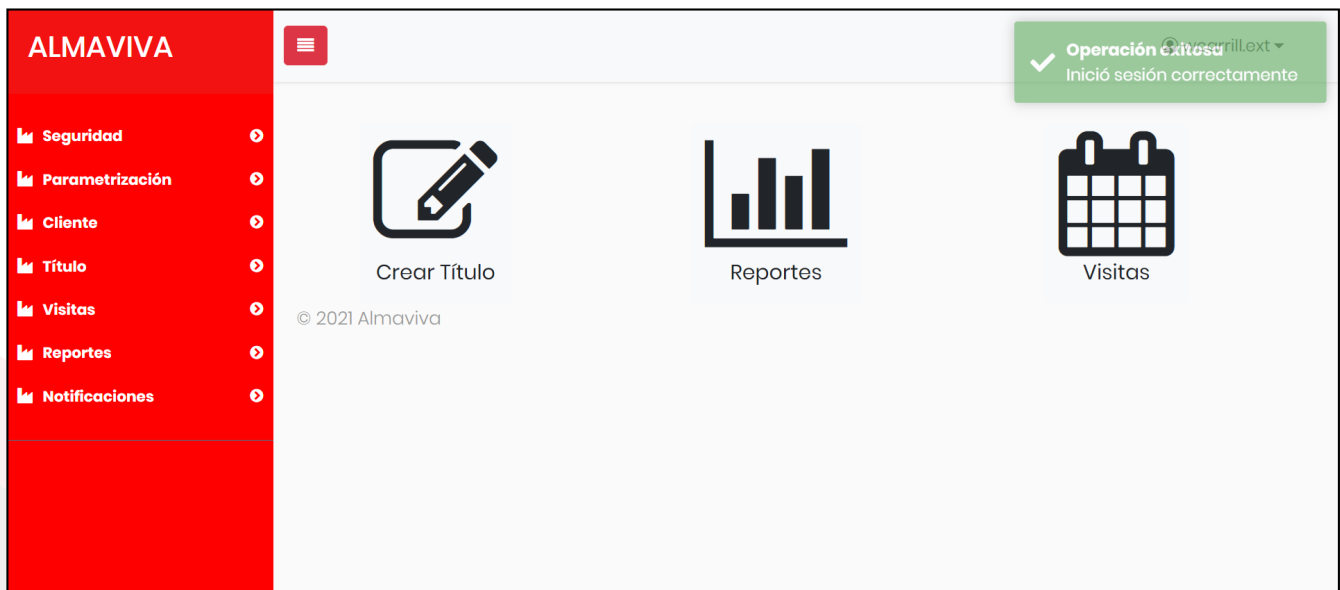 ALMAVIVA
Operación exitosa
Inició sesión correctamente
Seguridad
Parametrización
Cliente
Título
Visitas
Reportes
Notificaciones
Crear Título
Reportes
Visitas
© 2021 Almaviva